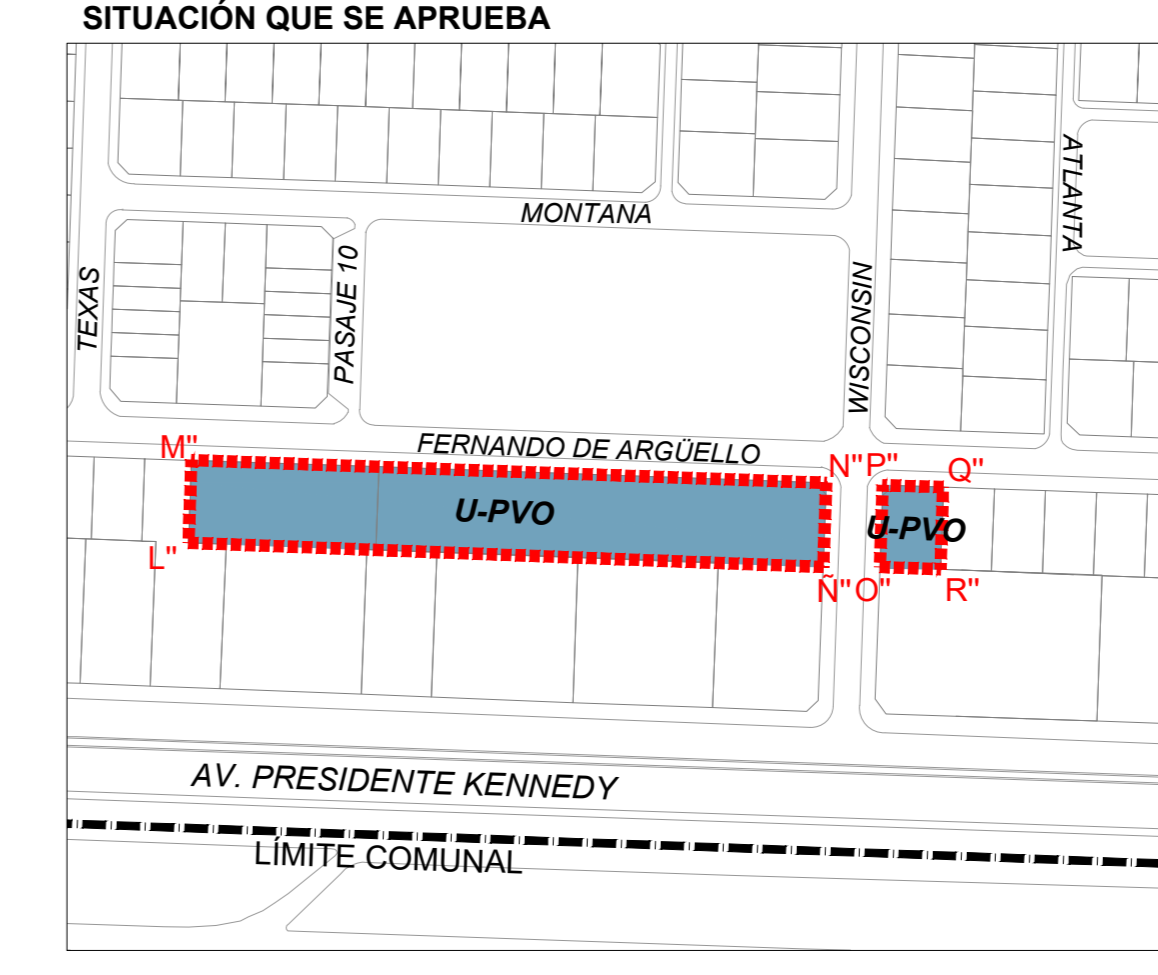 SITUACIÓN QUE SE APRUEBA
ATLANTA
MONTANA
TEXAS
PASAJE 10
WISCONSIN
FERNANDO DE ARGÜELLO
M"
N"
P"
Q"
U-PVO
U-PVO
L"
Ñ"
O"
R"
AV. PRESIDENTE KENNEDY
LÍMITE COMUNAL